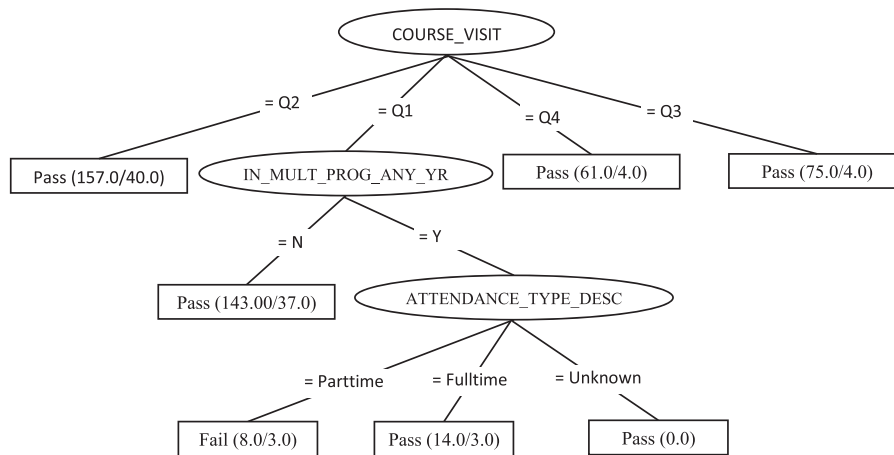 COURSE_VISIT
= Q2
= Q1
= Q4
= Q3
Pass (157.0/40.0)
IN_MULT_PROG_ANY_YR
Pass (61.0/4.0)
Pass (75.0/4.0)
= N
= Y
Pass (143.00/37.0)
ATTENDANCE_TYPE_DESC
= Parttime
= Fulltime
= Unknown
Fail (8.0/3.0)
Pass (14.0/3.0)
Pass (0.0)